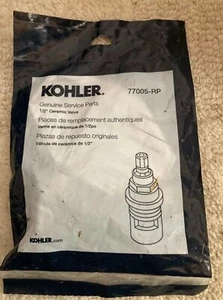 KOHLER®
77005-RP
Genuine Service Parts
1/2" Ceramic Valve
Pièces de remplacement authentiques
Valve en céramique de 1/2po
Piezas de repuesto originales
Válvula de cerámica de 1/2"
KOHLER.com